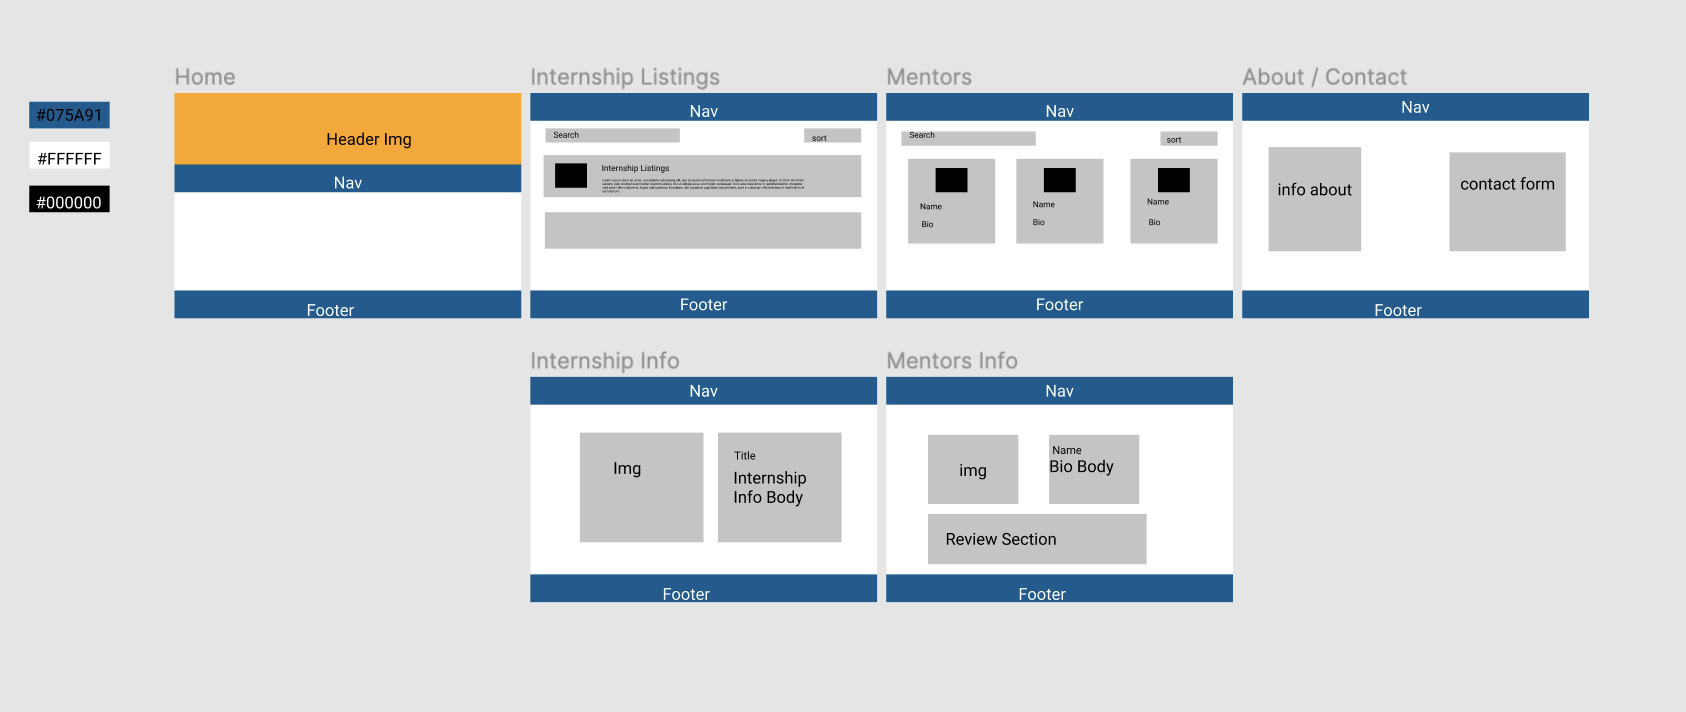 #075A91
#FFFFFF
#000000
Home
Header Img
Nav
Footer
Internship Listings
Nav
Search
sort
Internship Listings
Footer
Mentors
Nav
Search
sort
Name
Bio
Name
Bio
Name
Bio
Footer
About / Contact
Nav
info about
contact form
Footer
Internship Info
Nav
Img
Title
Internship
Info Body
Footer
Mentors Info
Nav
img
Name
Bio Body
Review Section
Footer